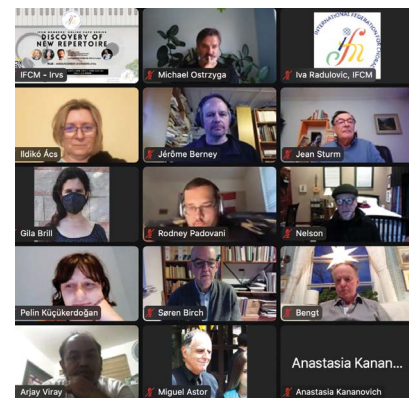 DISCOVERY OF
NEW REPERTOIRE
IFCM - Irvs
Michael Ostrzyga
INTERNATIONAL FEDERATION FOR CHORAL
ifm
Iva Radulovic, IFCM
Ildikó Ács
Jérôme Berney
Jean Sturm
Gila Brill
Rodney Padovani
Nelson
Pelin Küçükerdoğan
Søren Birch
Bengt
Arjay Viray
Miguel Astor
Anastasia Kanan...
Anastasia Kananovich